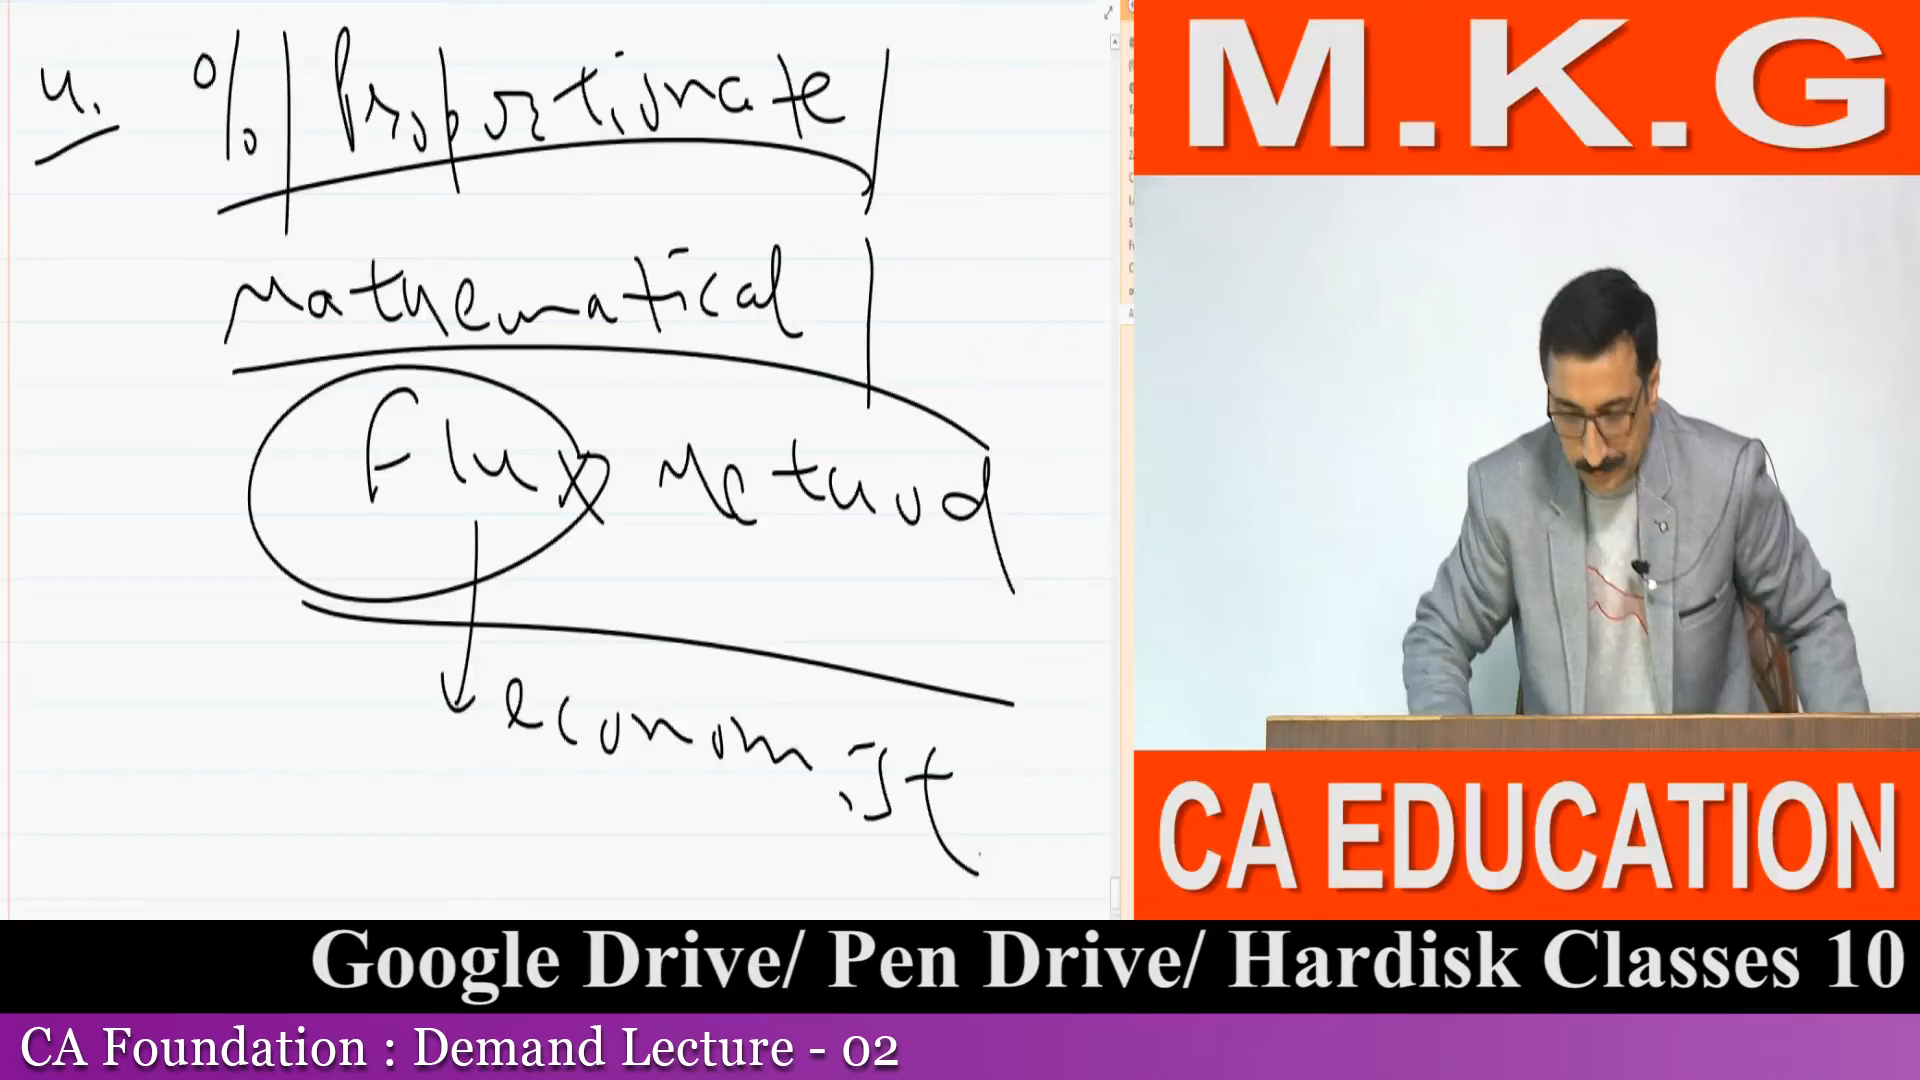 4. % Proportionate
Mathematical
Flux Method
economist
M.K.G
CA EDUCATION
Google Drive/ Pen Drive/ Hardisk Classes 10
CA Foundation : Demand Lecture - 02